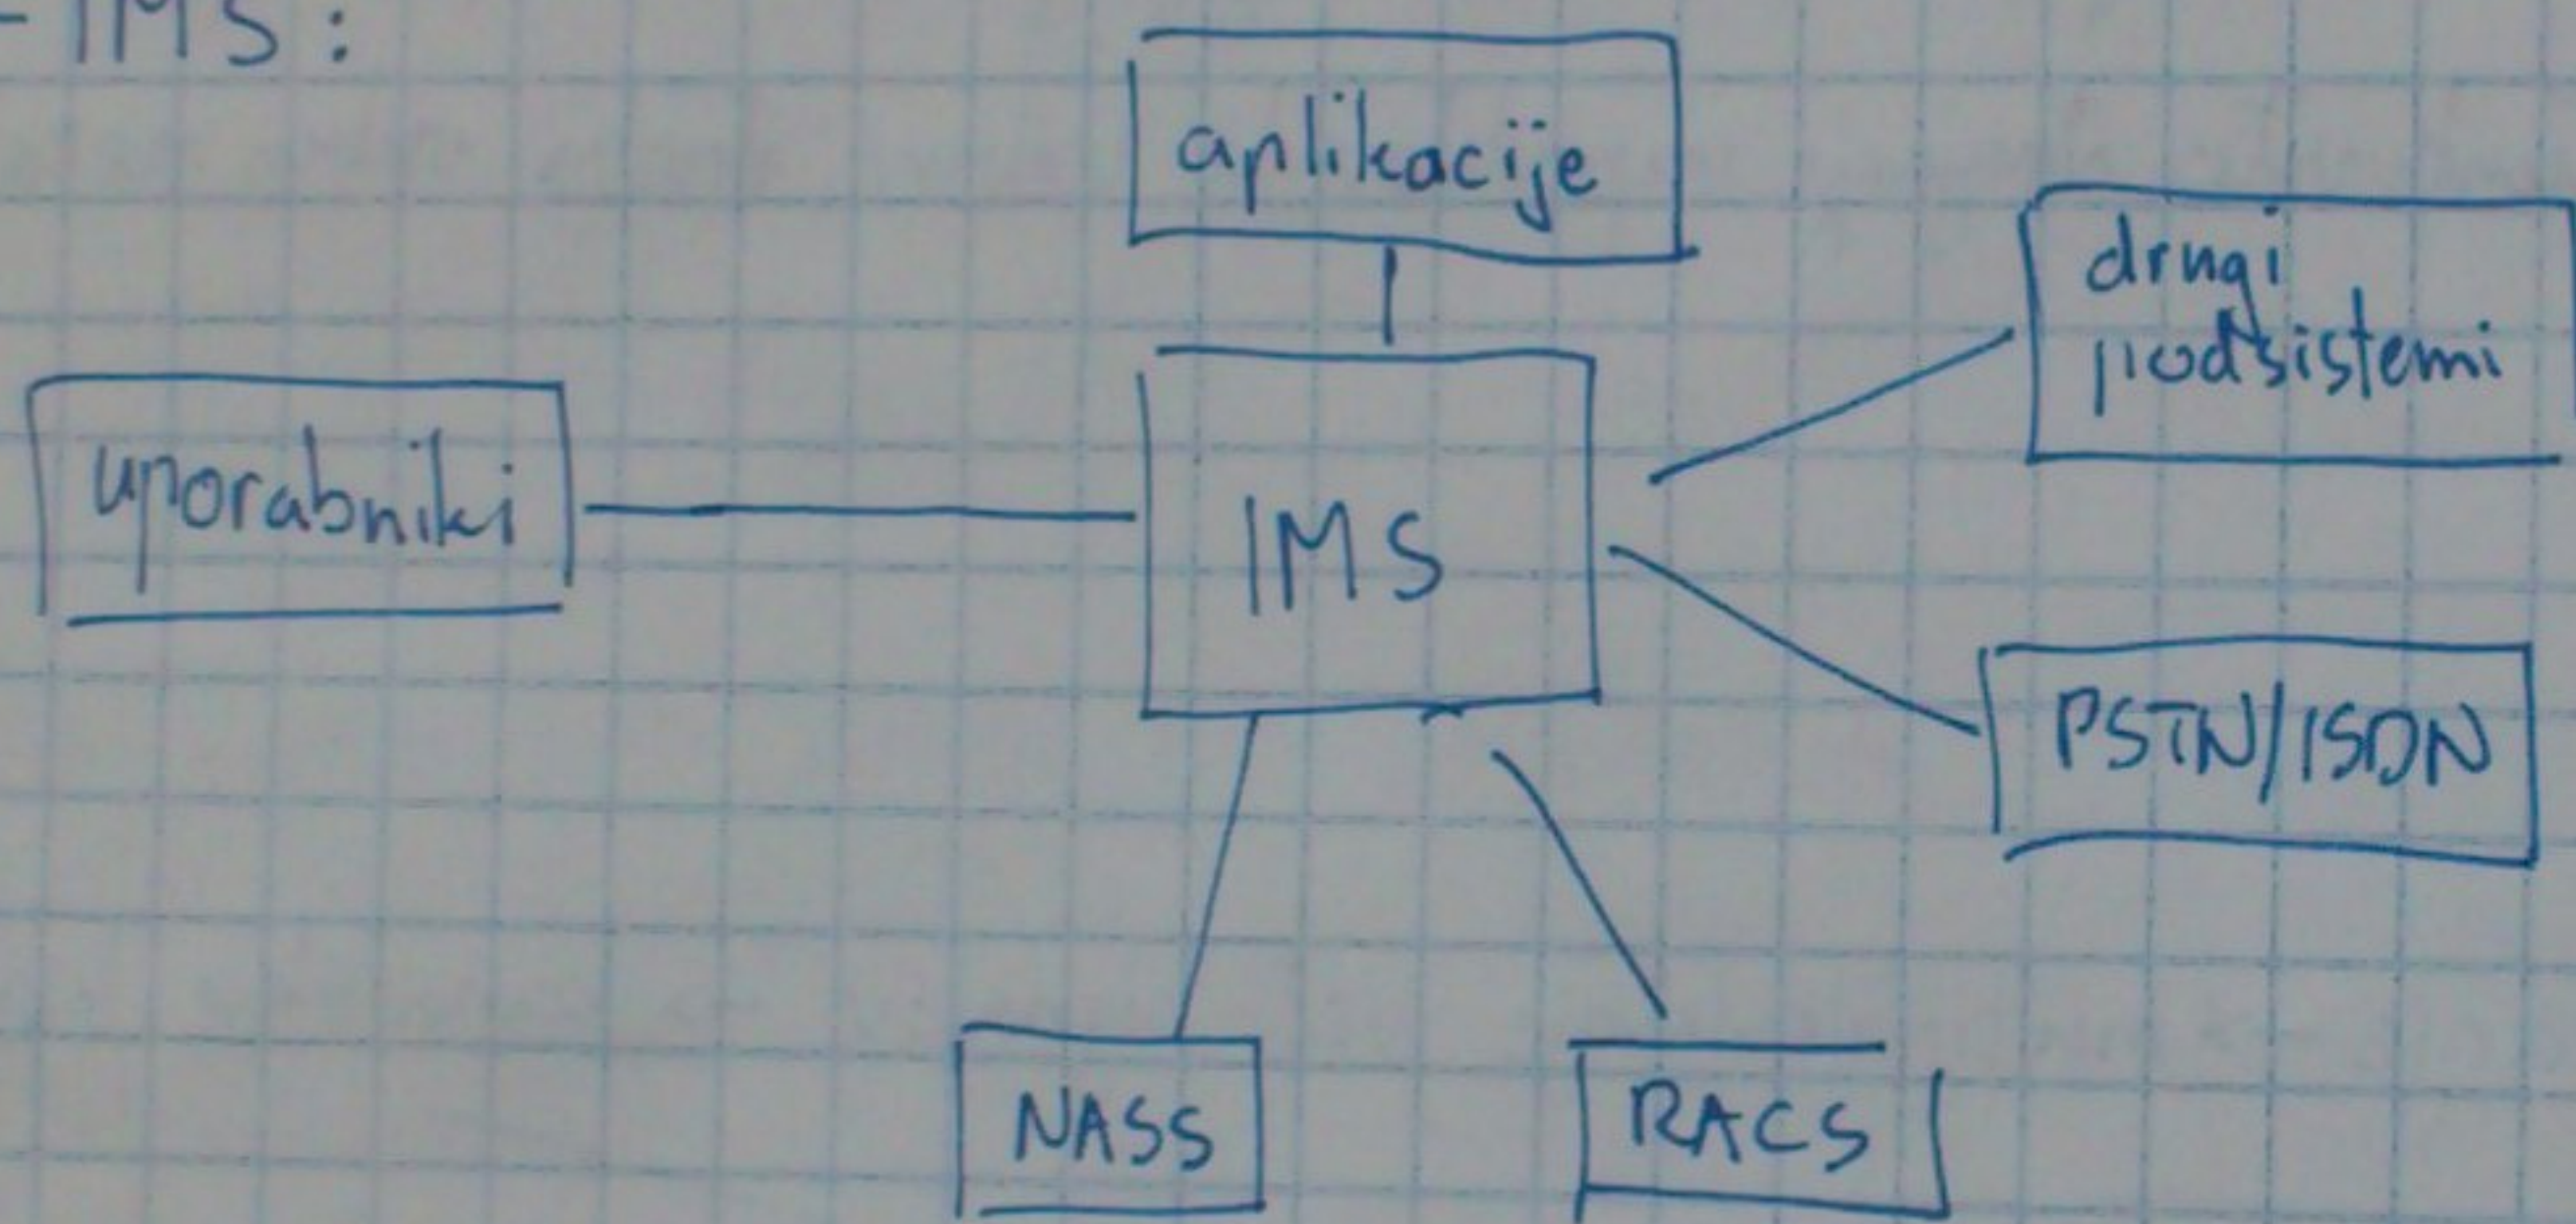 - IMS:
aplikacije
drugi
podsistemi
uporabniki
IMS
PSTN/ISDN
NASS
RACS